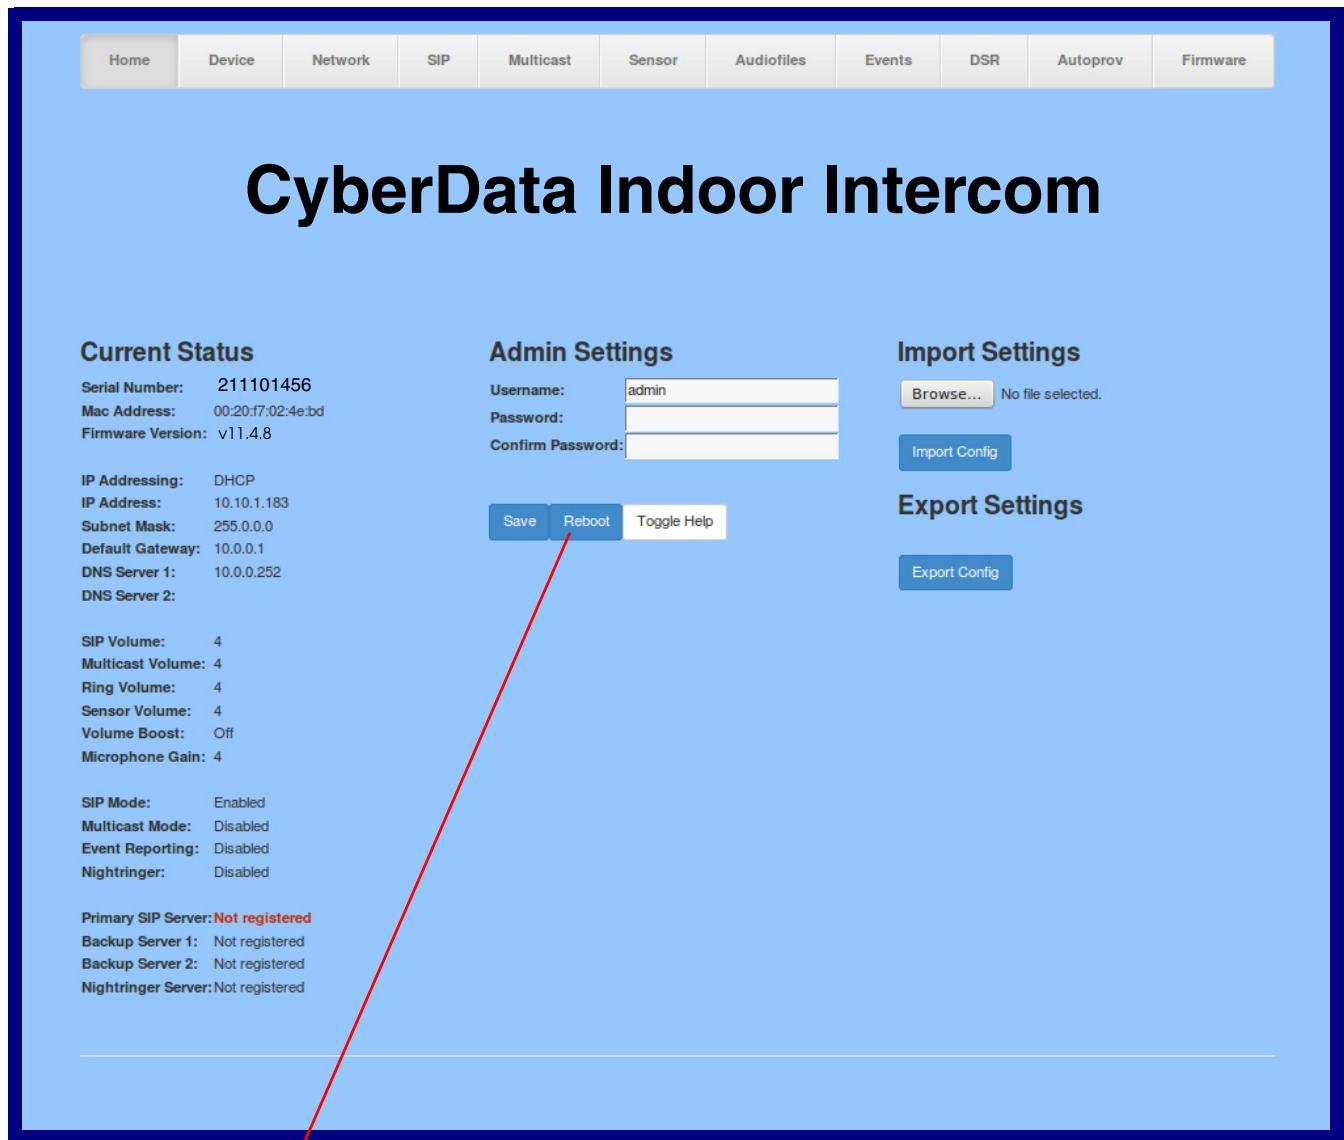 Home Device Network SIP Multicast Sensor Audiofiles Events DSR Autoprov Firmware
CyberData Indoor Intercom
Current Status
Serial Number: 211101456
Mac Address: 00:20:f7:02:4e:bd
Firmware Version: v11.4.8
IP Addressing: DHCP
IP Address: 10.10.1.183
Subnet Mask: 255.0.0.0
Default Gateway: 10.0.0.1
DNS Server 1: 10.0.0.252
DNS Server 2:
SIP Volume: 4
Multicast Volume: 4
Ring Volume: 4
Sensor Volume: 4
Volume Boost: Off
Microphone Gain: 4
SIP Mode: Enabled
Multicast Mode: Disabled
Event Reporting: Disabled
Nightringer: Disabled
Primary SIP Server: Not registered
Backup Server 1: Not registered
Backup Server 2: Not registered
Nightringer Server: Not registered
Admin Settings
Username: admin
Password:
Confirm Password:
Save Reboot Toggle Help
Import Settings
Browse... No file selected.
Import Config
Export Settings
Export Config